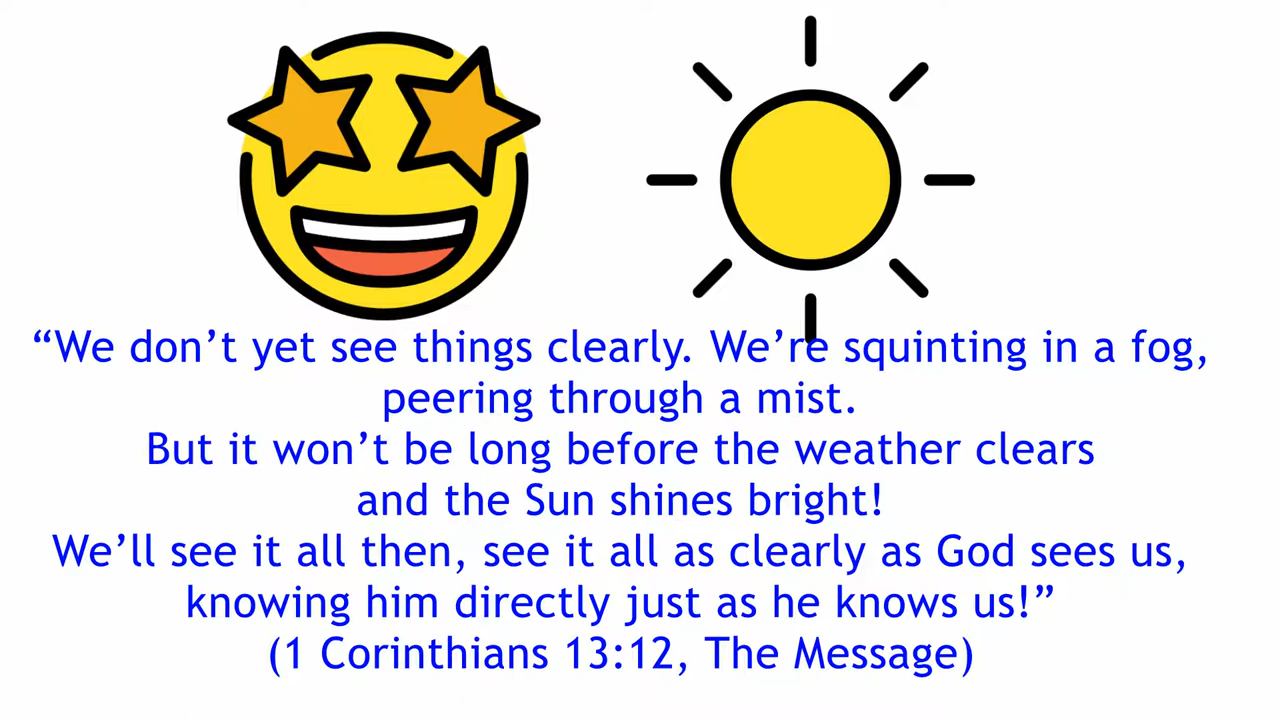 “We don’t yet see things clearly. We’re squinting in a fog,
peering through a mist.
But it won’t be long before the weather clears
and the Sun shines bright!
We’ll see it all then, see it all as clearly as God sees us,
knowing him directly just as he knows us!”
(1 Corinthians 13:12, The Message)